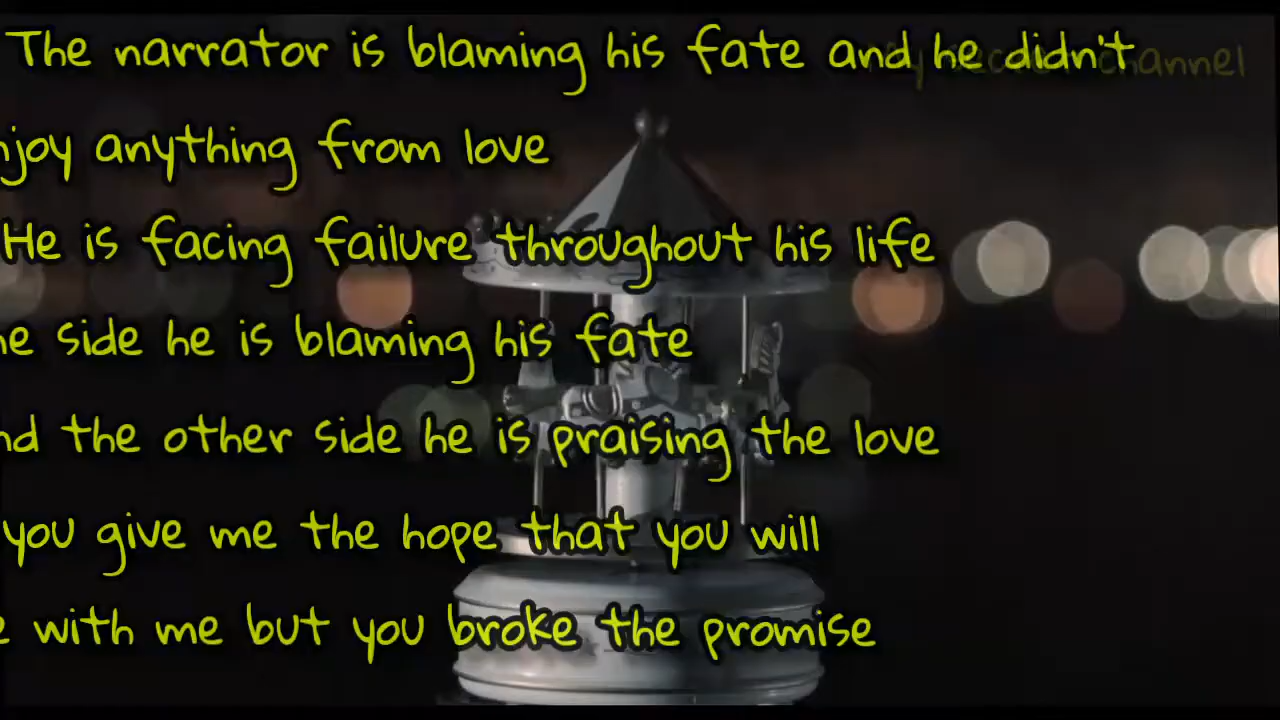 The narrator is blaming his fate and he didn't
njoy anything from love
He is facing failure throughout his life
he side he is blaming his fate
nd the other side he is praising the love
you give me the hope that you will
e with me but you broke the promise
channel